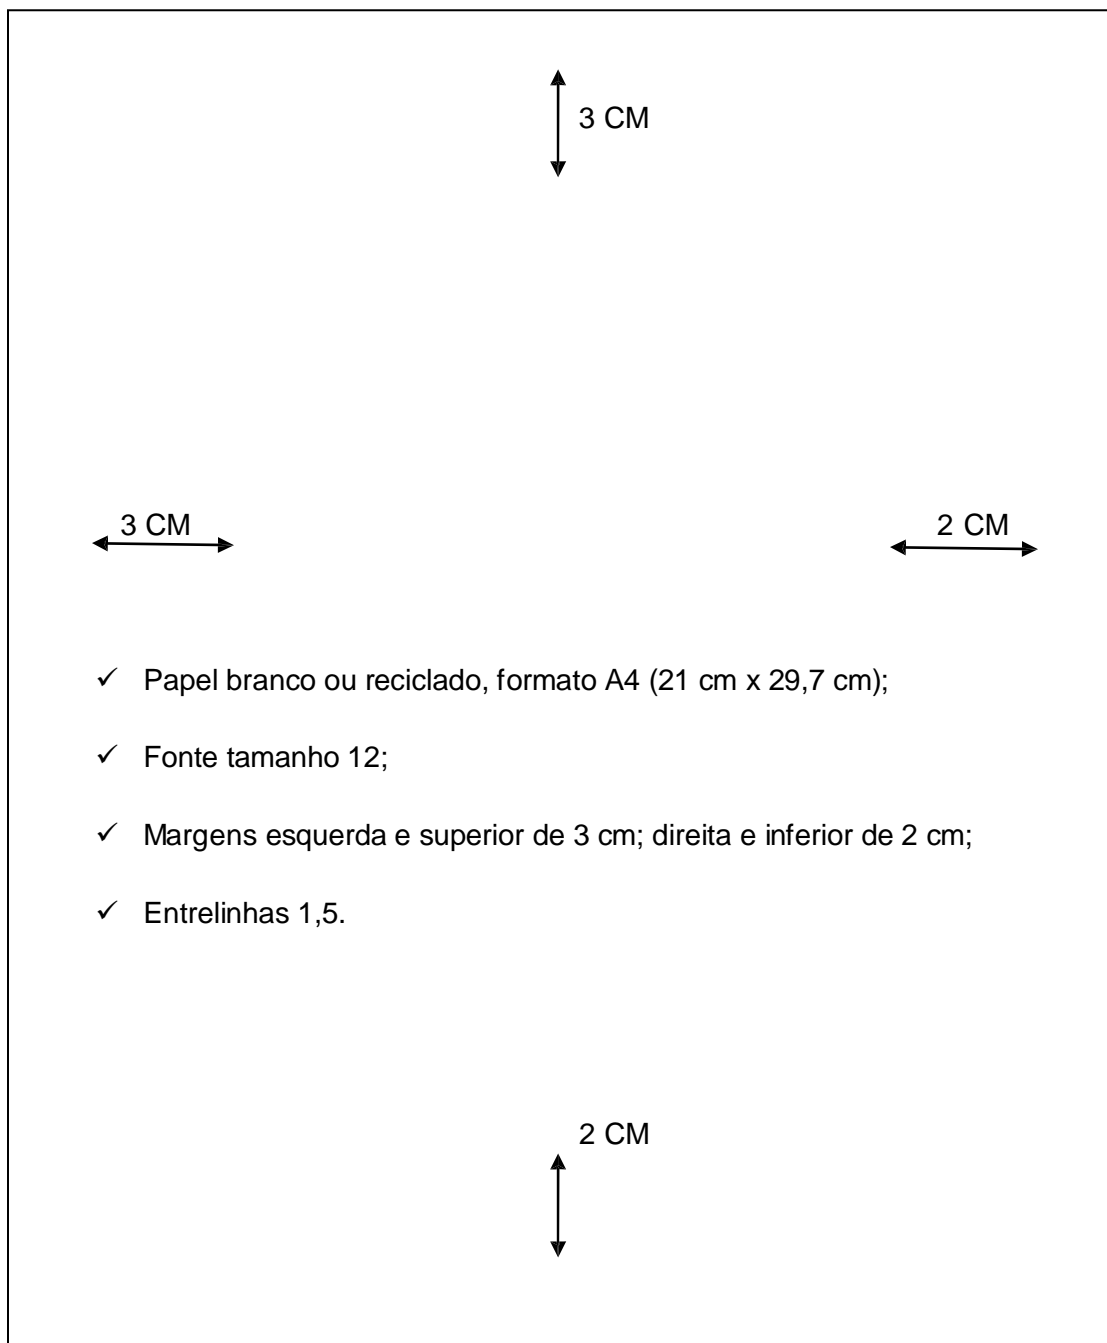 3 CM
3 CM
2 CM
✓ Papel branco ou reciclado, formato A4 (21 cm x 29,7 cm);
✓ Fonte tamanho 12;
✓ Margens esquerda e superior de 3 cm; direita e inferior de 2 cm;
✓ Entrelinhas 1,5.
2 CM